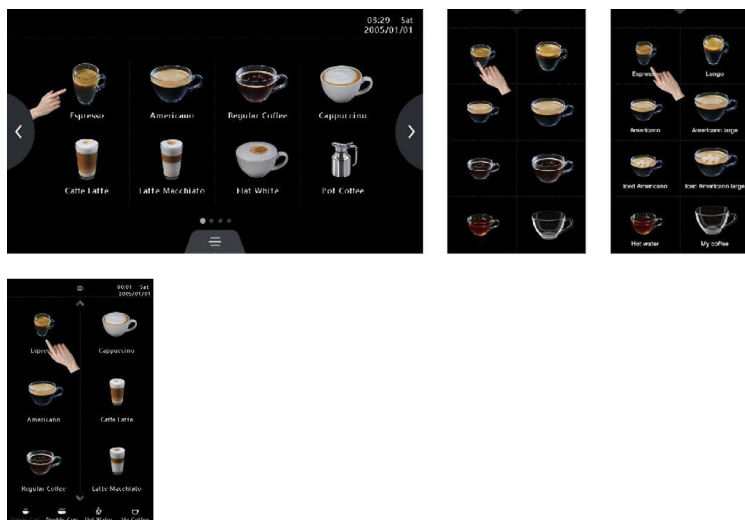 03:29 Sat
2005/01/01
Espresso Americano Regular Coffee Cappuccino
Caffe Latte Latte Macchiato Flat White Pot Coffee
Espresso Lungo
Americano Americano large
Iced Americano Iced Americano large
Hot water My coffee
00:01 Sat
2005/01/01
Cappuccino
Americano Caffe Latte
Regular Coffee Latte Macchiato
Double Cup Hot Water My Coffee